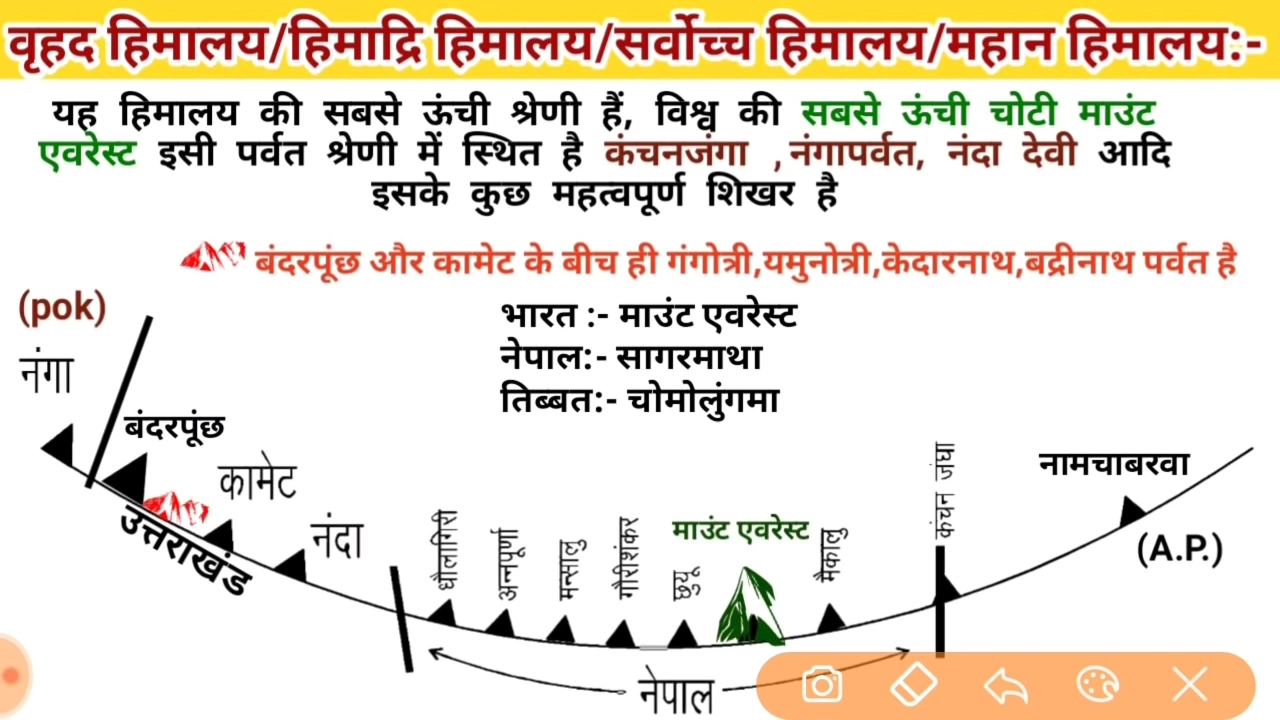 वृहद हिमालय/हिमाद्रि हिमालय/सर्वोच्च हिमालय/महान हिमालय:-
यह हिमालय की सबसे ऊंची श्रेणी हैं, विश्व की सबसे ऊंची चोटी माउंट
एवरेस्ट इसी पर्वत श्रेणी में स्थित है कंचनजंगा ,नंगापर्वत, नंदा देवी आदि
इसके कुछ महत्वपूर्ण शिखर है
बंदरपूंछ और कामेट के बीच ही गंगोत्री,यमुनोत्री,केदारनाथ,बद्रीनाथ पर्वत है
(pok)
नंगा
भारत :- माउंट एवरेस्ट
नेपाल:- सागरमाथा
तिब्बत:- चोमोलुंगमा
बंदरपूंछ
कामेट
नंदा
उत्तराखंड
धौलागिरी
अन्नपूर्णा
मन्सालु
गौरीशंकर
छुयू
माउंट एवरेस्ट
मैकालु
कंचन जंघा
नामचाबरवा
(A.P.)
नेपाल